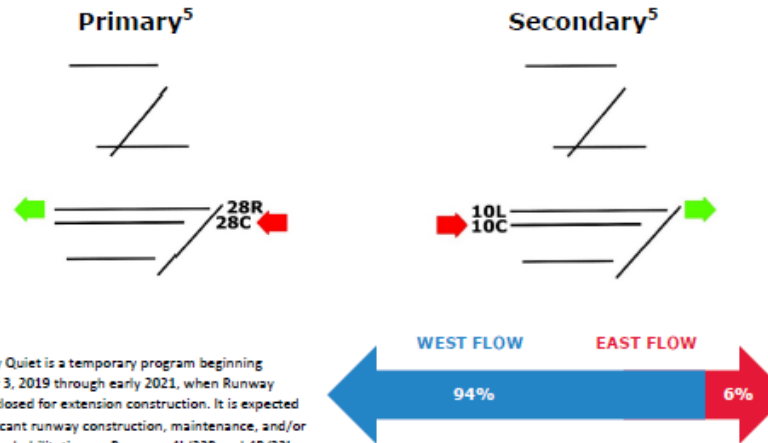 Primary5
Secondary5
28R
28C
10L
10C
WEST FLOW
EAST FLOW
94%
6%
Quiet is a temporary program beginning
3, 2019 through early 2021, when Runway
losed for extension construction. It is expected
cant runway construction, maintenance, and/or